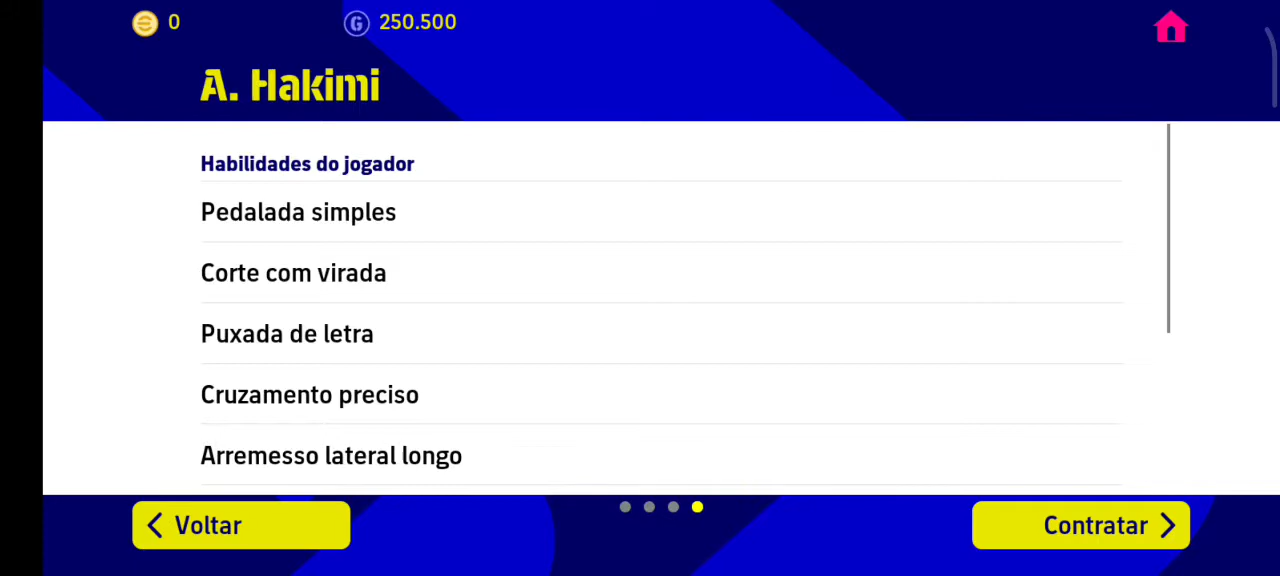 0
250.500
A. Hakimi
Habilidades do jogador
Pedalada simples
Corte com virada
Puxada de letra
Cruzamento preciso
Arremesso lateral longo
Voltar
Contratar